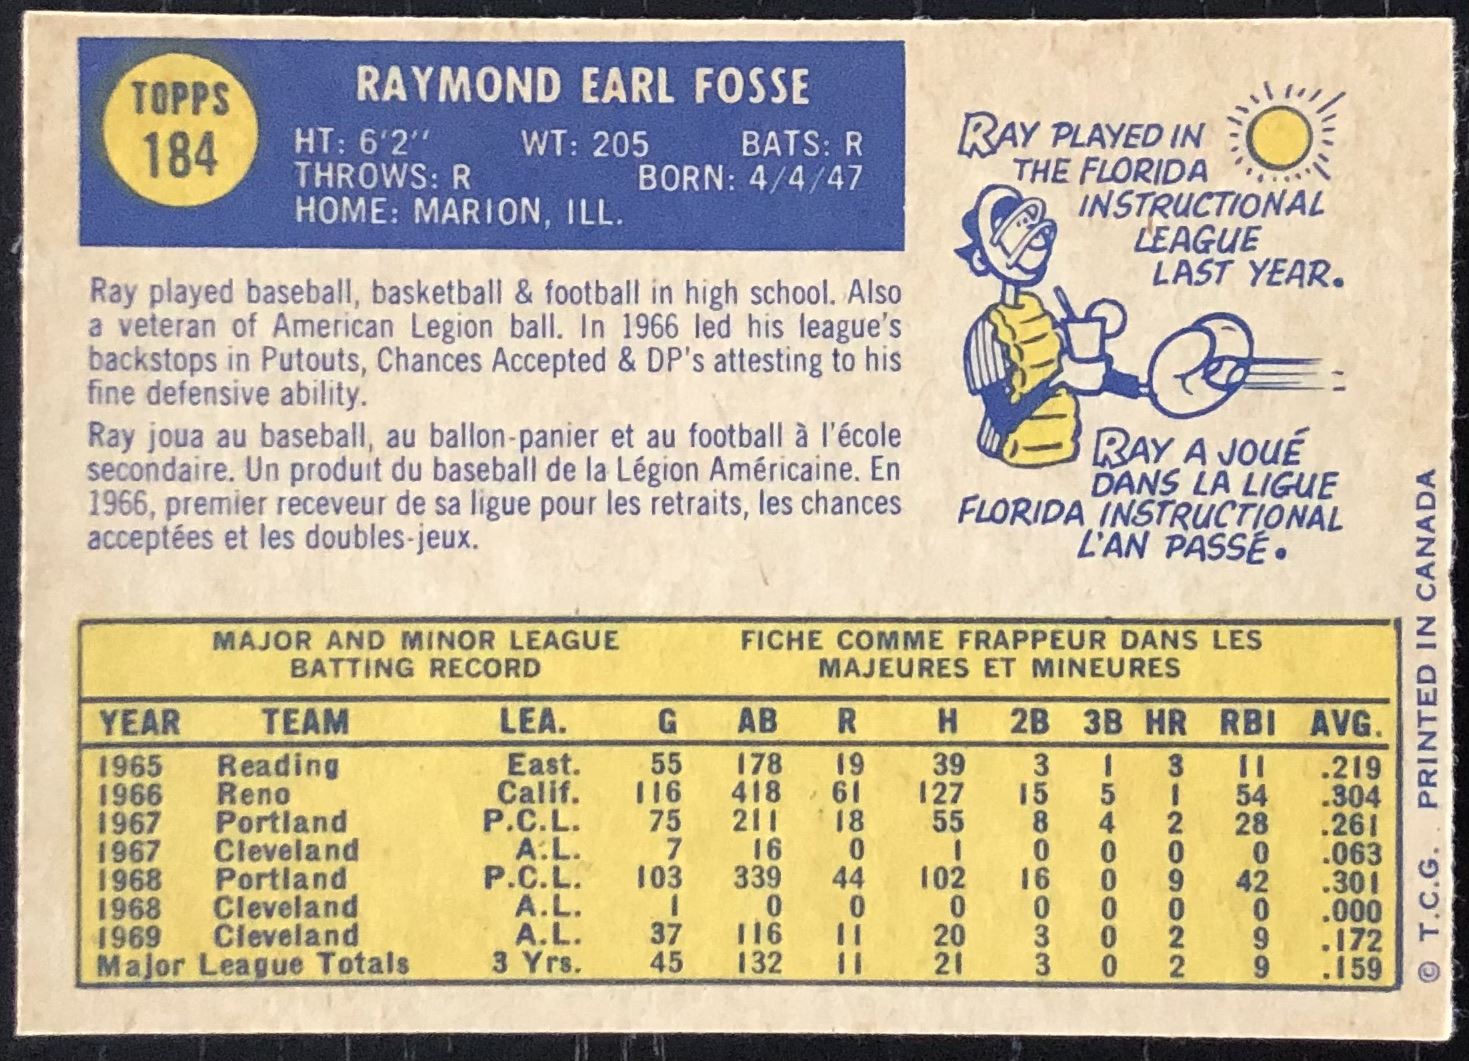 TOPPS
184
RAYMOND EARL FOSSE
HT: 6'2" WT: 205 BATS: R
THROWS: R BORN: 4/4/47
HOME: MARION, ILL.
RAY PLAYED IN
THE FLORIDA
INSTRUCTIONAL
LEAGUE
LAST YEAR.
Ray played baseball, basketball & football in high school. Also
a veteran of American Legion ball. In 1966 led his league's
backstops in Putouts, Chances Accepted & DP's attesting to his
fine defensive ability.
Ray joua au baseball, au ballon-panier et au football à l'école
secondaire. Un produit du baseball de la Légion Américaine. En
1966, premier receveur de sa ligue pour les retraits, les chances
acceptées et les doubles-jeux.
RAY A JOUÉ
DANS LA LIGUE
FLORIDA INSTRUCTIONAL
L'AN PASSÉ.
MAJOR AND MINOR LEAGUE
BATTING RECORD
FICHE COMME FRAPPEUR DANS LES
MAJEURES ET MINEURES
YEAR TEAM LEA. G AB R H 2B 3B HR RBI AVG.
1965 Reading East. 55 178 19 39 3 1 3 11 .219
1966 Reno Calif. 116 418 61 127 15 5 1 54 .304
1967 Portland P.C.L. 75 211 18 55 8 4 2 28 .261
1967 Cleveland A.L. 7 16 0 1 0 0 0 0 .063
1968 Portland P.C.L. 103 339 44 102 16 0 9 42 .301
1968 Cleveland A.L. 1 0 0 0 0 0 0 0 .000
1969 Cleveland A.L. 37 116 11 20 3 0 2 9 .172
Major League Totals 3 Yrs. 45 132 11 21 3 0 2 9 .159
© T.C.G. PRINTED IN CANADA